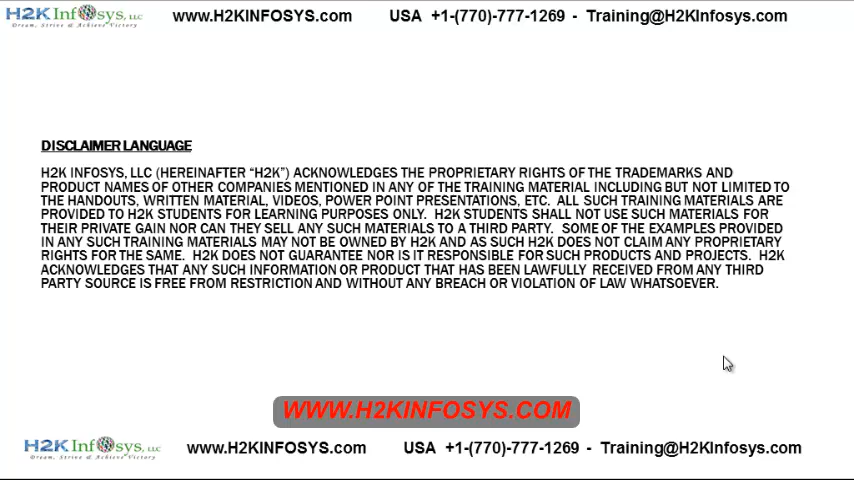 H2K Infosys, LLC
Dream, Strive & Achieve Victory
www.H2KINFOSYS.com USA +1-(770)-777-1269 - Training@H2KInfosys.com
DISCLAIMER LANGUAGE
H2K INFOSYS, LLC (HEREINAFTER “H2K”) ACKNOWLEDGES THE PROPRIETARY RIGHTS OF THE TRADEMARKS AND
PRODUCT NAMES OF OTHER COMPANIES MENTIONED IN ANY OF THE TRAINING MATERIAL INCLUDING BUT NOT LIMITED TO
THE HANDOUTS, WRITTEN MATERIAL, VIDEOS, POWER POINT PRESENTATIONS, ETC. ALL SUCH TRAINING MATERIALS ARE
PROVIDED TO H2K STUDENTS FOR LEARNING PURPOSES ONLY. H2K STUDENTS SHALL NOT USE SUCH MATERIALS FOR
THEIR PRIVATE GAIN NOR CAN THEY SELL ANY SUCH MATERIALS TO A THIRD PARTY. SOME OF THE EXAMPLES PROVIDED
IN ANY SUCH TRAINING MATERIALS MAY NOT BE OWNED BY H2K AND AS SUCH H2K DOES NOT CLAIM ANY PROPRIETARY
RIGHTS FOR THE SAME. H2K DOES NOT GUARANTEE NOR IS IT RESPONSIBLE FOR SUCH PRODUCTS AND PROJECTS. H2K
ACKNOWLEDGES THAT ANY SUCH INFORMATION OR PRODUCT THAT HAS BEEN LAWFULLY RECEIVED FROM ANY THIRD
PARTY SOURCE IS FREE FROM RESTRICTION AND WITHOUT ANY BREACH OR VIOLATION OF LAW WHATSOEVER.
WWW.H2KINFOSYS.COM
H2K Infosys, LLC
Dream, Strive & Achieve Victory
www.H2KINFOSYS.com USA +1-(770)-777-1269 - Training@H2KInfosys.com